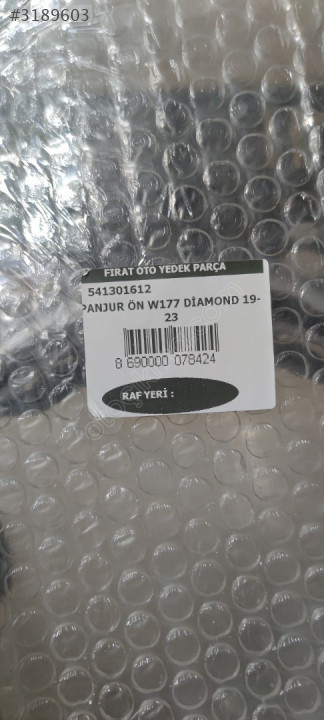 #3189603
FIRAT OTO YEDEK PARÇA
541301612
PANJUR ÖN W177 DİAMOND 19-
23
8 690000 078424
RAF YERİ :